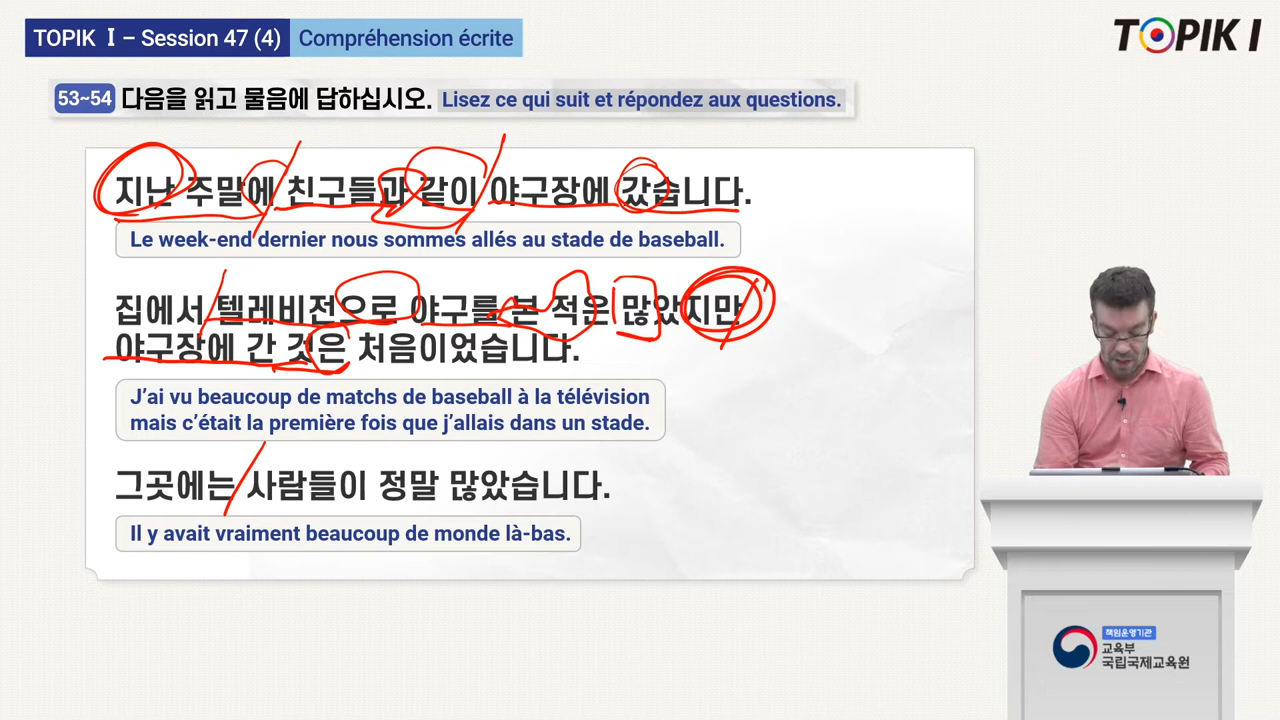 TOPIK Ⅰ – Session 47 (4) Compréhension écrite
TOPIK I
53~54 다음을 읽고 물음에 답하십시오. Lisez ce qui suit et répondez aux questions.
지난 주말에 친구들과 같이 야구장에 갔습니다.
Le week-end dernier nous sommes allés au stade de baseball.
집에서 텔레비전으로 야구를 본 적은 많았지만
야구장에 간 것은 처음이었습니다.
J’ai vu beaucoup de matchs de baseball à la télévision
mais c’était la première fois que j’allais dans un stade.
그곳에는 사람들이 정말 많았습니다.
Il y avait vraiment beaucoup de monde là-bas.
책임운영기관
교육부
국립국제교육원